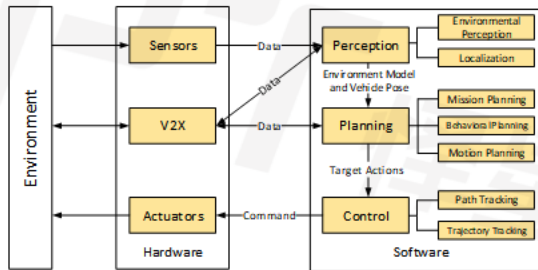 Environment
Sensors
V2X
Actuators
Hardware
Data
Data
Data
Command
Perception
Environment Model
and Vehicle Pose
Planning
Target Actions
Control
Environmental
Perception
Localization
Mission Planning
Behavioral Planning
Motion Planning
Path Tracking
Trajectory Tracking
Software